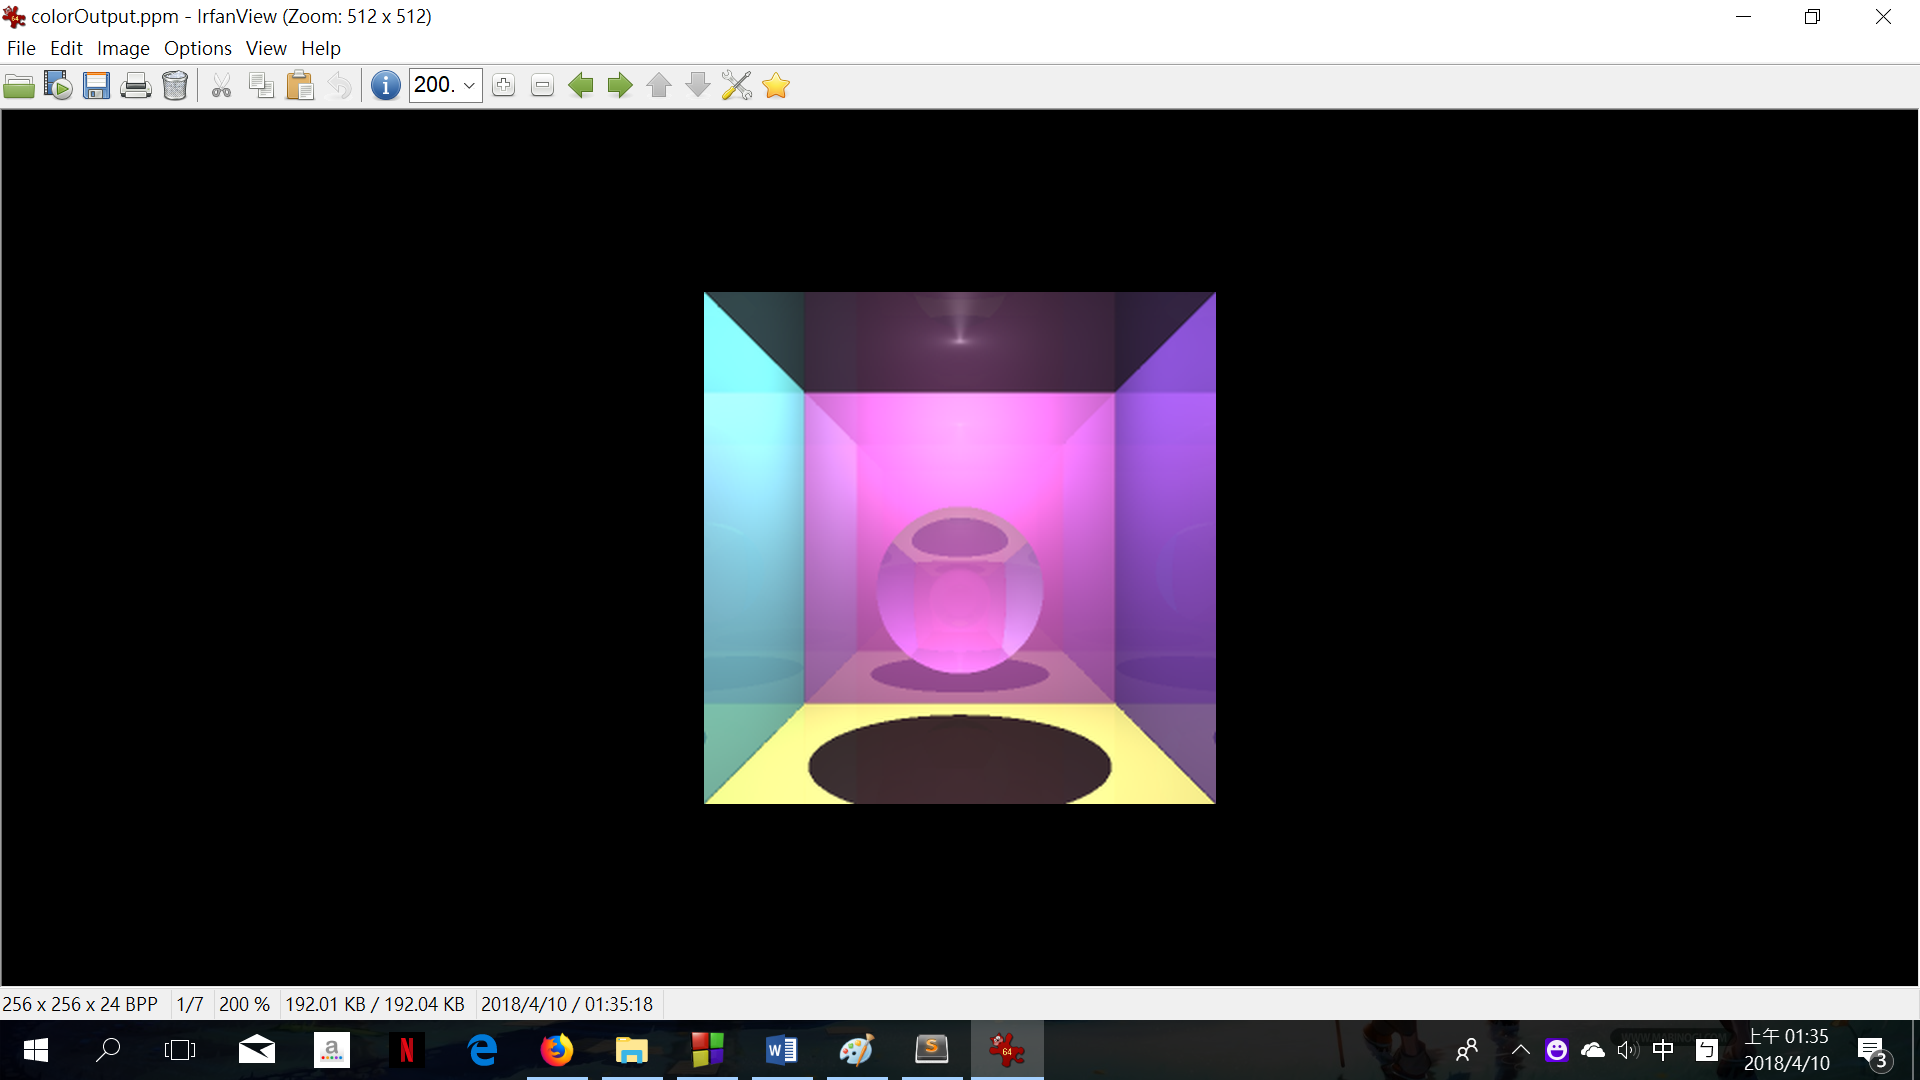 colorOutput.ppm - IrfanView (Zoom: 512 x 512)
File Edit Image Options View Help
200.
256 x 256 x 24 BPP 1/7 200 % 192.01 KB / 192.04 KB 2018/4/10 / 01:35:18
上午 01:35
中 ㄅ
2018/4/10 3